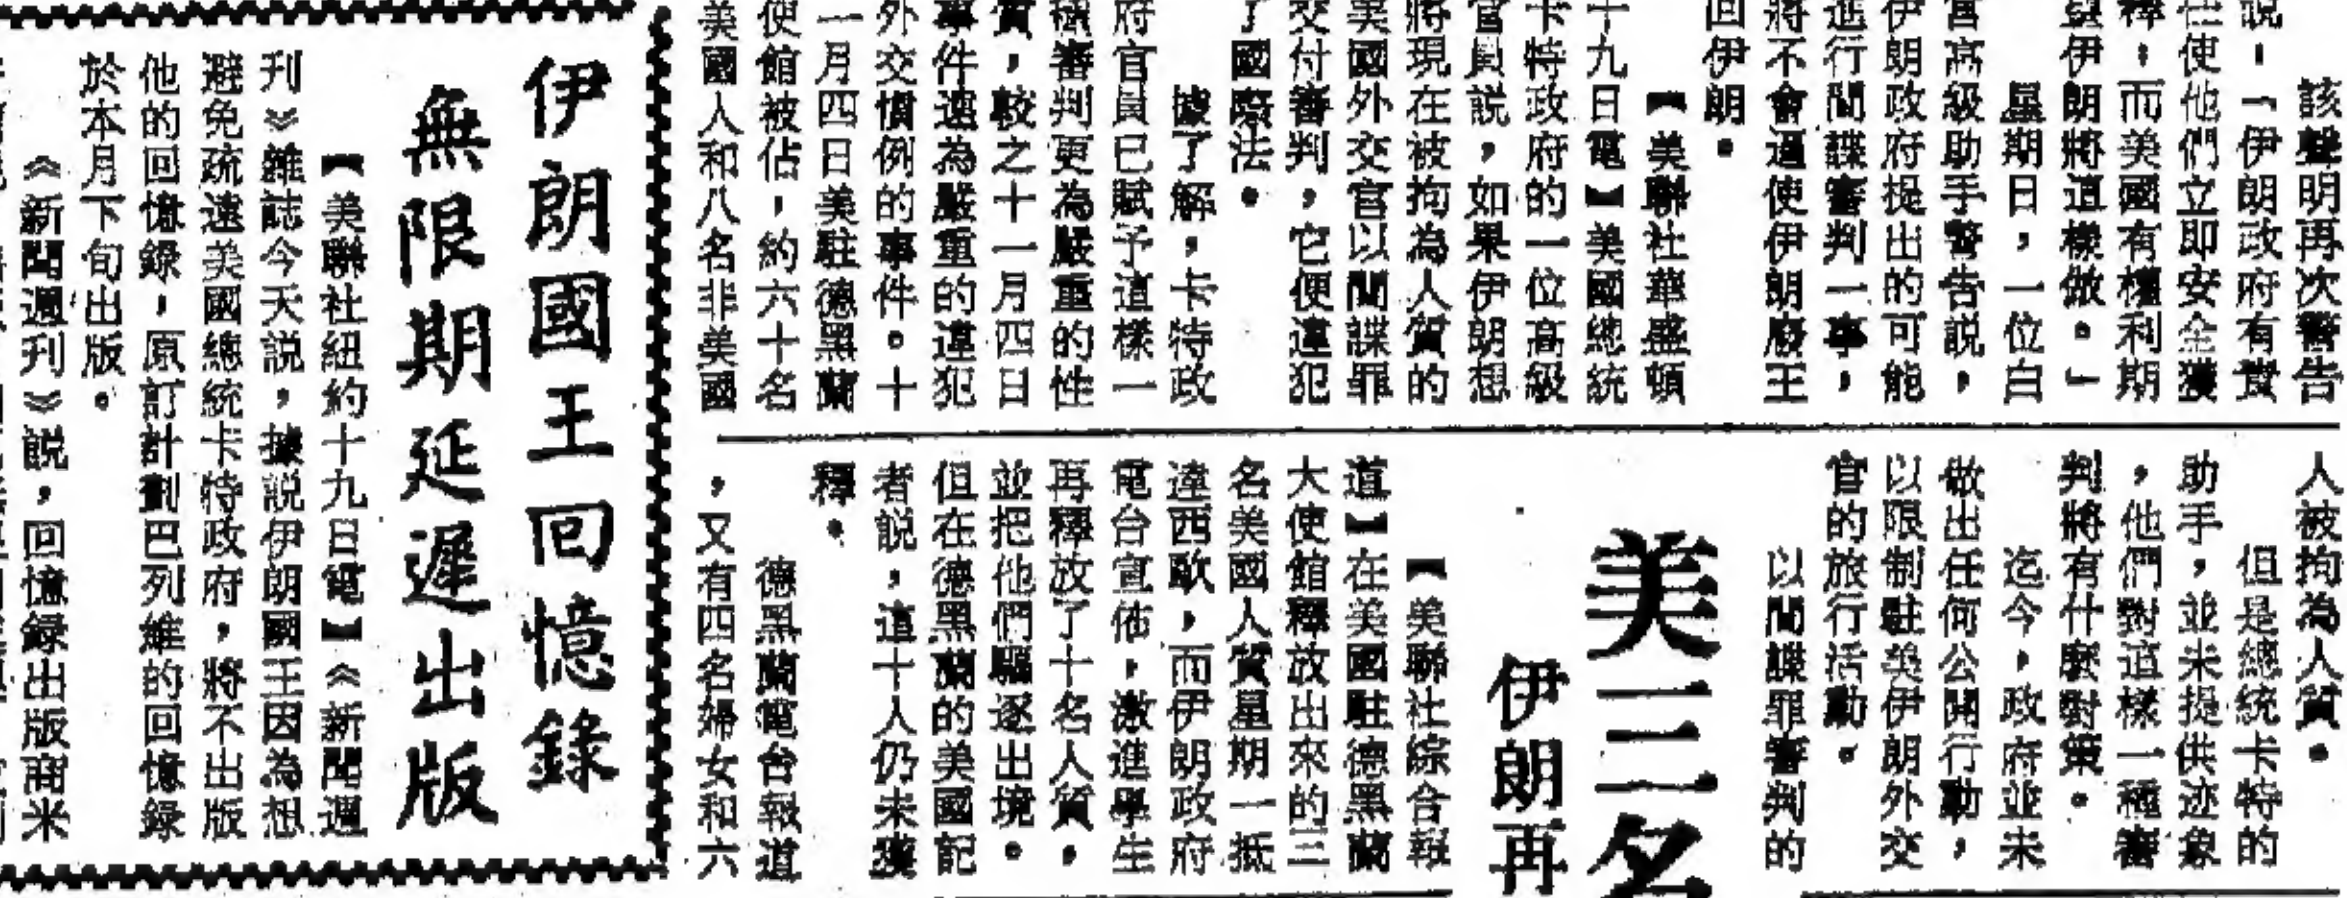 該聲明再次警告
說:「伊朗政府有責
任使他們立即安全獲
釋;而美國有權利期
望伊朗將這樣做。」
星期日,一位白
宮高級助手警告說,
伊朗政府提出的可能
進行間諜審判一事,
將不會逼使伊朗廢王
回伊朗。
【美聯社華盛頓
十九日電】美國總統
卡特政府的一位高級
官員說,如果伊朗想
將現在被拘為人質的
美國外交官以間諜罪
交付審判,它便違犯
了國際法。
據了解,卡特政
府官員已賦予這樣一
種審判更為嚴重的性
質,較之十一月四日
事件遠為嚴重的違犯
外交慣例的事件。十
一月四日美駐德黑蘭
使館被佔,約六十名
美國人和八名非美國
人被拘為人質。
但是總統卡特的
助手,並未提供迹象
,他們對這樣一種審
判將有什麼對策。
迄今,政府並未
做出任何公開行動,
以限制駐美伊朗外交
官的旅行活動。
以間諜罪審判的
美三名
伊朗再
【美聯社綜合報
道】在美國駐德黑蘭
大使館釋放出來的三
名美國人質星期一抵
達西歐,而伊朗政府
電台宣佈,激進學生
再釋放了十名人質,
並把他們驅逐出境。
但在德黑蘭的美國記
者說,這十人仍未獲
釋。
德黑蘭電台報道
,又有四名婦女和六
伊朗國王回憶錄
無限期延遲出版
【美聯社紐約十九日電】《新聞週
刊》雜誌今天說,據說伊朗國王因為想
避免疏遠美國總統卡特政府,將不出版
他的回憶錄,原訂計劃巴列維的回憶錄
於本月下旬出版。
《新聞週刊》說,回憶錄出版商米